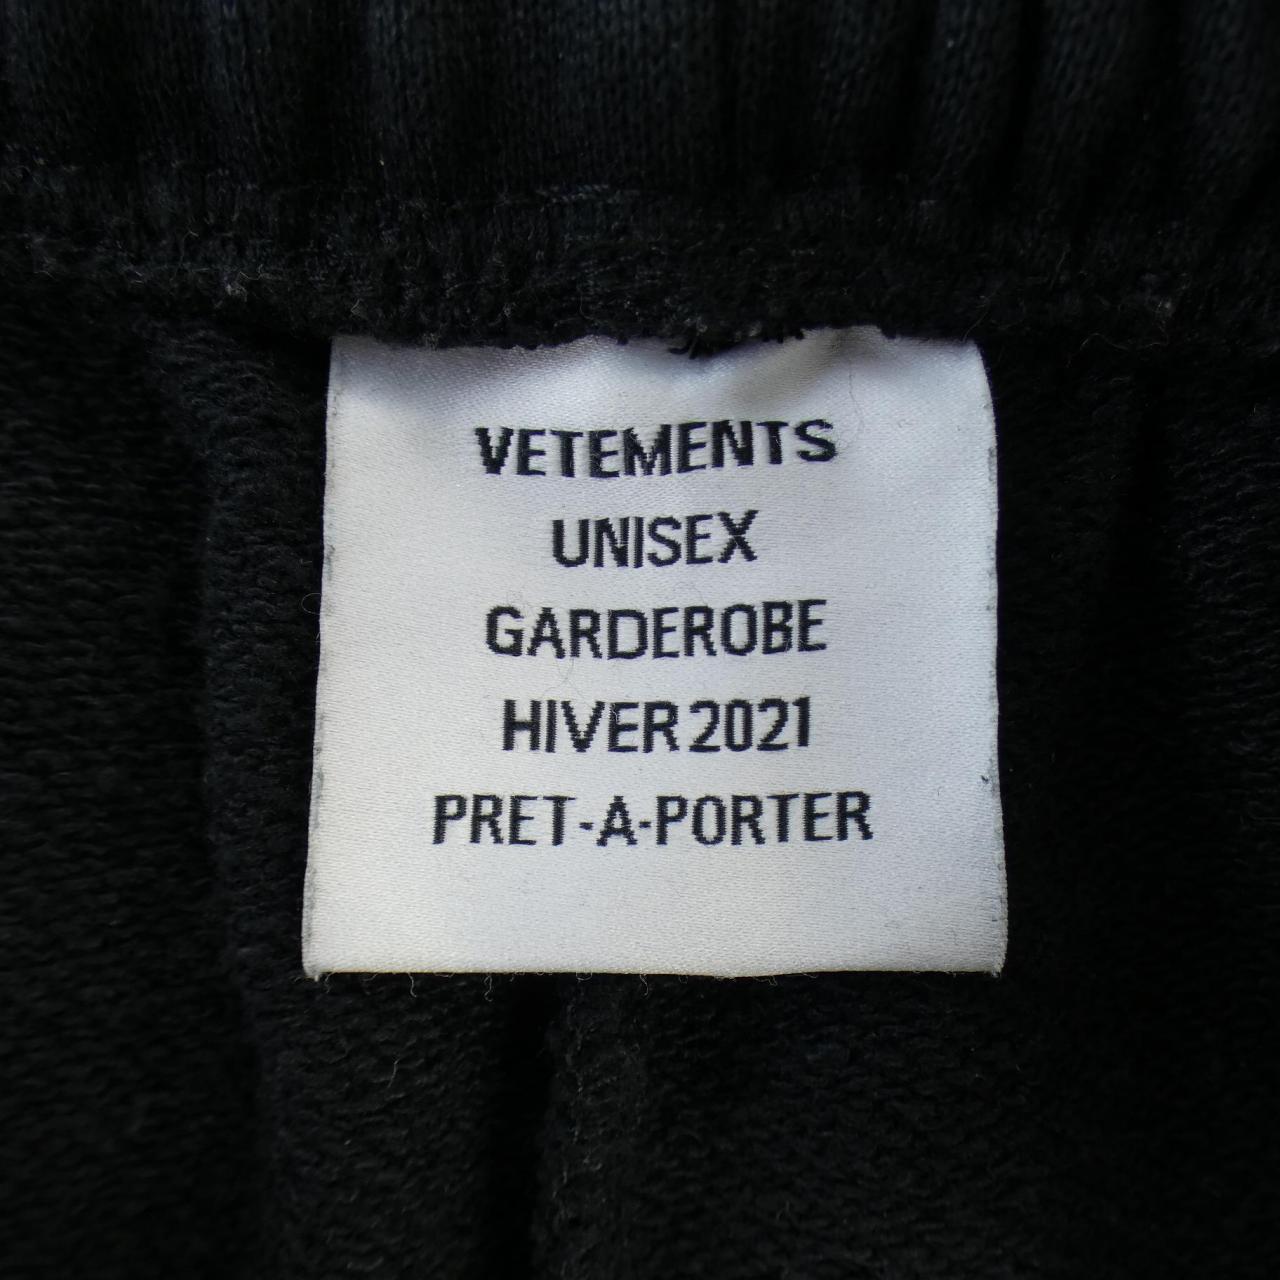 VETEMENTS
UNISEX
GARDEROBE
HIVER 2021
PRET-A-PORTER